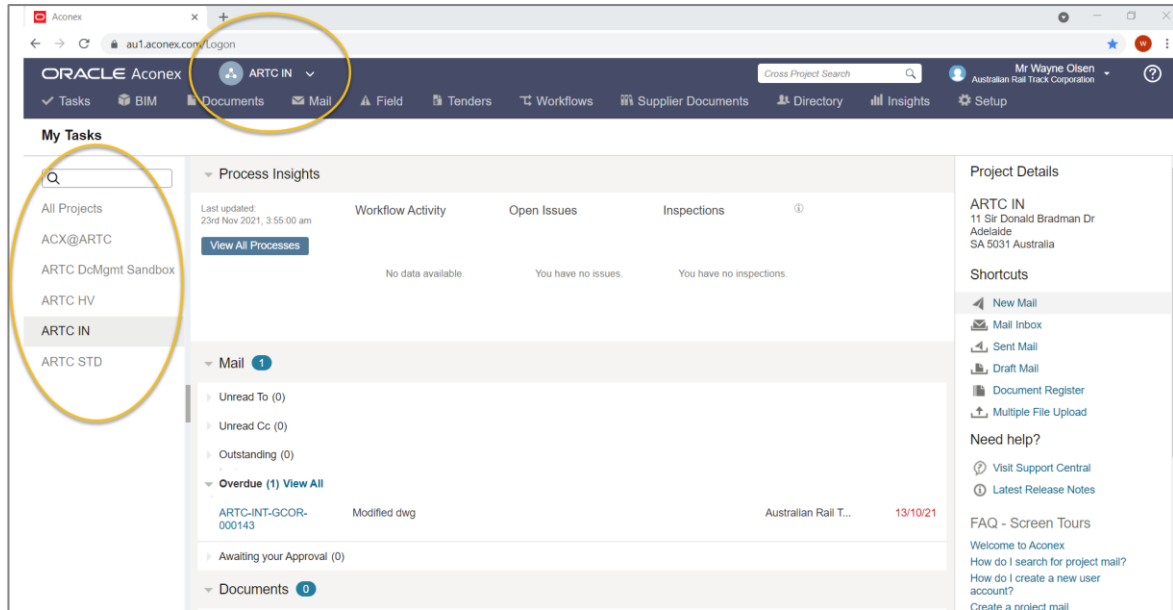 Aconex
au1.aconex.com/Logon
W
ORACLE Aconex
ARTC IN
Cross Project Search
Mr Wayne Olsen
Australian Rail Track Corporation
Tasks BIM Documents Mail Field Tenders Workflows Supplier Documents Directory Insights Setup
My Tasks
All Projects
ACX@ARTC
ARTC DcMgmt Sandbox
ARTC HV
ARTC IN
ARTC STD
Process Insights
Last updated:
23rd Nov 2021, 3:55:00 am
Workflow Activity Open Issues Inspections
View All Processes
No data available. You have no issues. You have no inspections.
Mail 1
Unread To (0)
Unread Cc (0)
Outstanding (0)
Overdue (1) View All
ARTC-INT-GCOR-
000143
Modified dwg
Australian Rail T...
13/10/21
Awaiting your Approval (0)
Documents 0
Project Details
ARTC IN
11 Sir Donald Bradman Dr
Adelaide
SA 5031 Australia
Shortcuts
New Mail
Mail Inbox
Sent Mail
Draft Mail
Document Register
Multiple File Upload
Need help?
Visit Support Central
Latest Release Notes
FAQ - Screen Tours
Welcome to Aconex
How do I search for project mail?
How do I create a new user
account?
Create a project mail